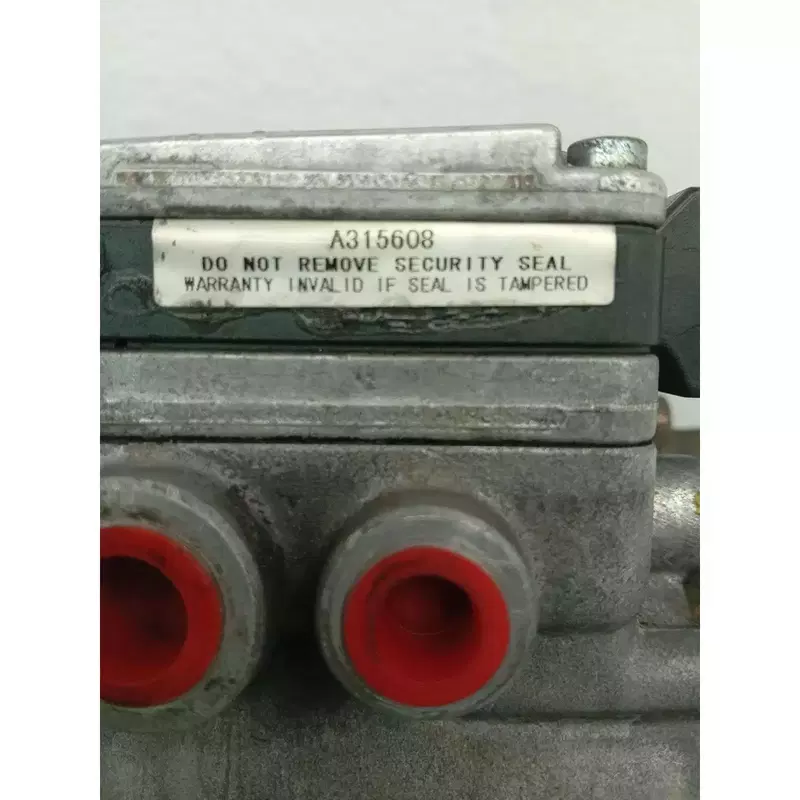 A315608
DO NOT REMOVE SECURITY SEAL
WARRANTY INVALID IF SEAL IS TAMPERED